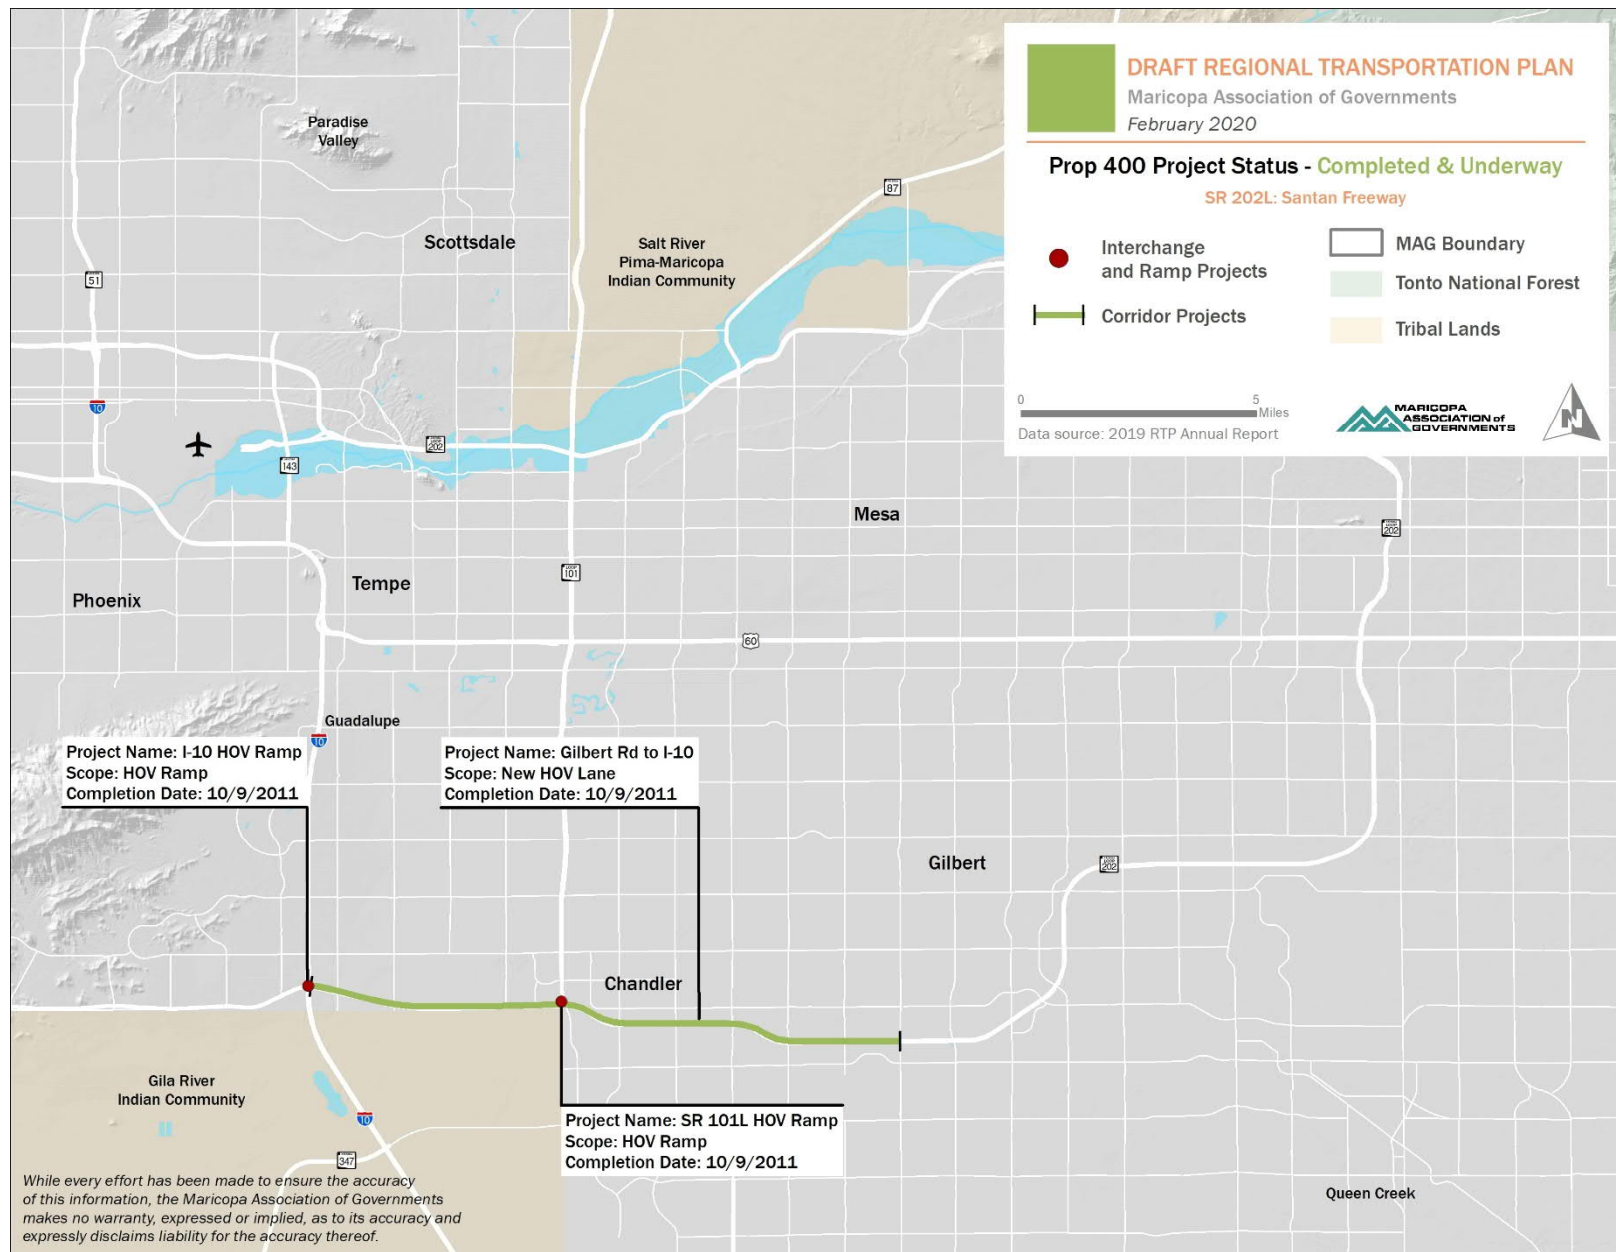 DRAFT REGIONAL TRANSPORTATION PLAN
Maricopa Association of Governments
February 2020
Prop 400 Project Status - Completed & Underway
SR 202L: Santan Freeway
Interchange
and Ramp Projects
Corridor Projects
MAG Boundary
Tonto National Forest
Tribal Lands
0 5
Miles
Data source: 2019 RTP Annual Report
MARICOPA
ASSOCIATION of
GOVERNMENTS
N
Paradise
Valley
87
Scottsdale
Salt River
Pima-Maricopa
Indian Community
51
10
LOOP
202
143
Mesa
LOOP
202
LOOP
101
Tempe
Phoenix
60
Guadalupe
10
Project Name: I-10 HOV Ramp
Scope: HOV Ramp
Completion Date: 10/9/2011
Project Name: Gilbert Rd to I-10
Scope: New HOV Lane
Completion Date: 10/9/2011
Gilbert
LOOP
202
Chandler
Gila River
Indian Community
10
347
Project Name: SR 101L HOV Ramp
Scope: HOV Ramp
Completion Date: 10/9/2011
Queen Creek
While every effort has been made to ensure the accuracy
of this information, the Maricopa Association of Governments
makes no warranty, expressed or implied, as to its accuracy and
expressly disclaims liability for the accuracy thereof.